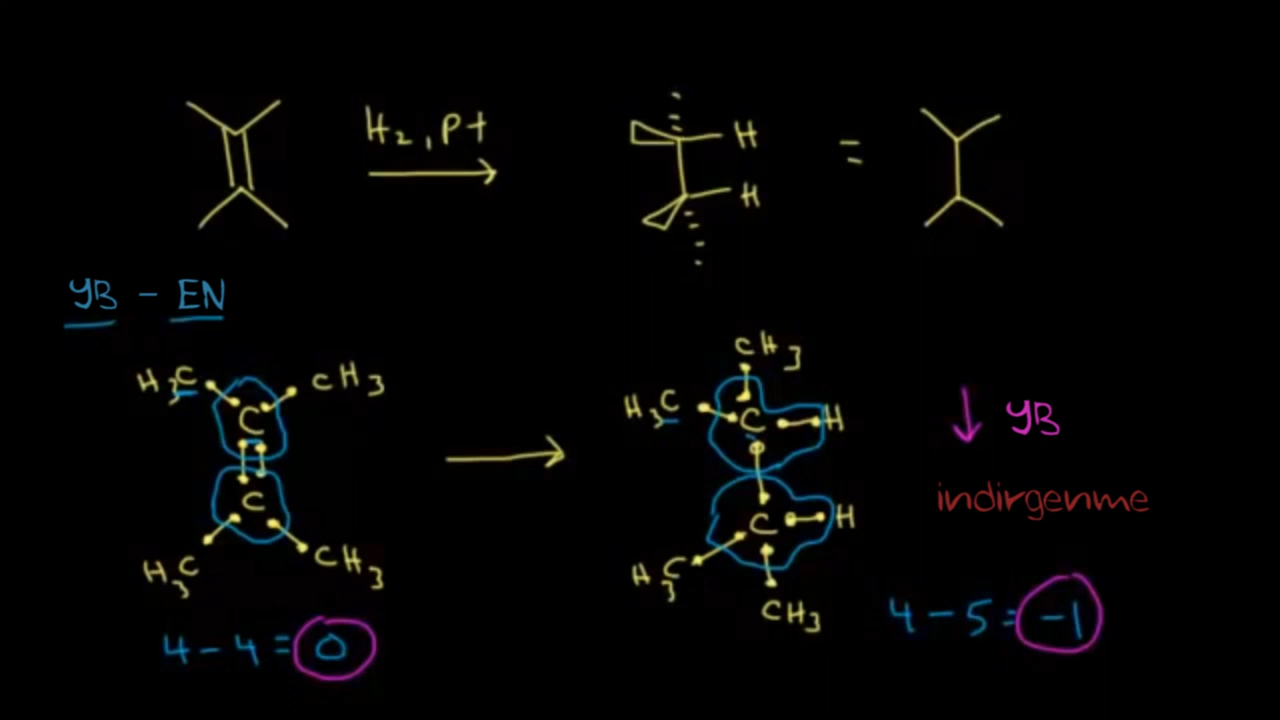 H₂, Pt
H
H
=
YB - EN
H₃C CH₃
C
C
H₃C CH₃
4 - 4 = 0
CH₃
H₃C C H
C H
H₃C
CH₃
↓ YB
indirgenme
4 - 5 = -1